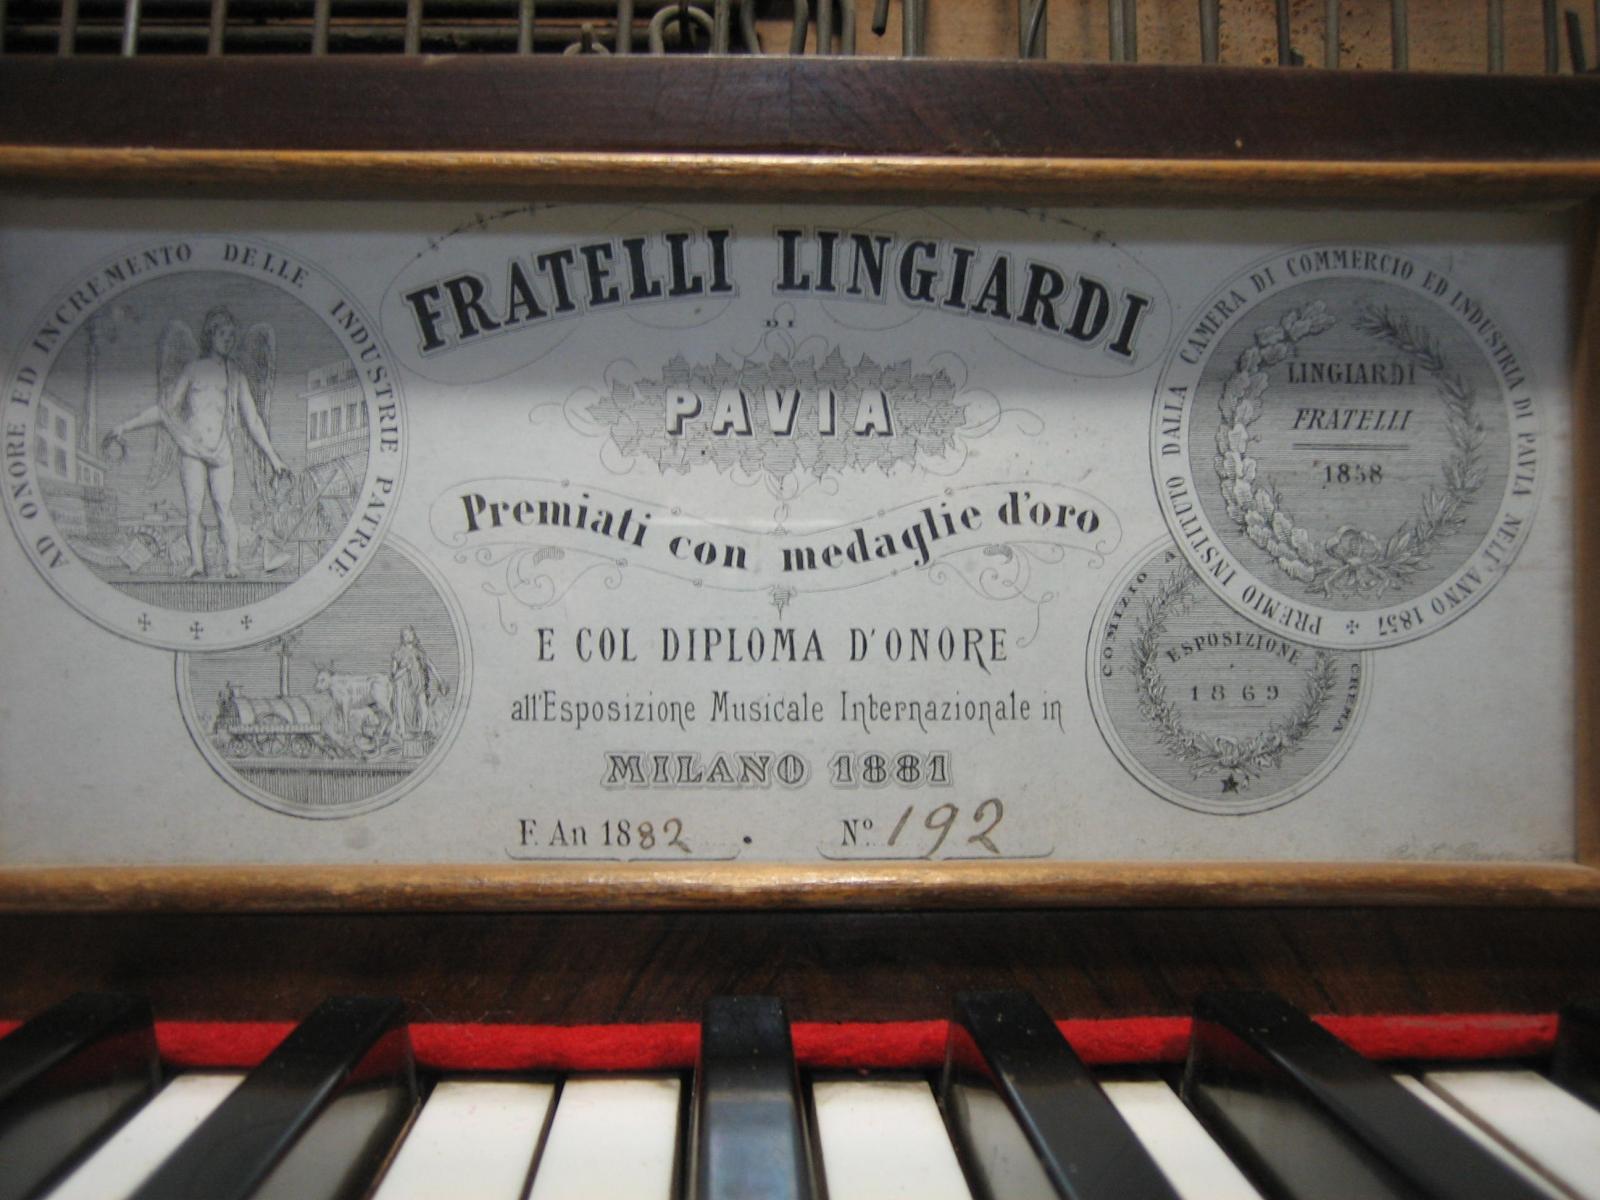 FRATELLI LINGIARDI
DI
PAVIA
Premiati con medaglie d'oro
E COL DIPLOMA D'ONORE
all'Esposizione Musicale Internazionale in
MILANO 1881
F. An 1882. N.º 192
AD ONORE ED INCREMENTO DELLE INDUSTRIE PATRIE
PREMIO INSTITUTO DALLA CAMERA DI COMMERCIO ED INDUSTRIA DI PAVIA NELL'ANNO 1857
LINGIARDI
FRATELLI
1858
COMIZIO A CREMA
ESPOSIZIONE
1869